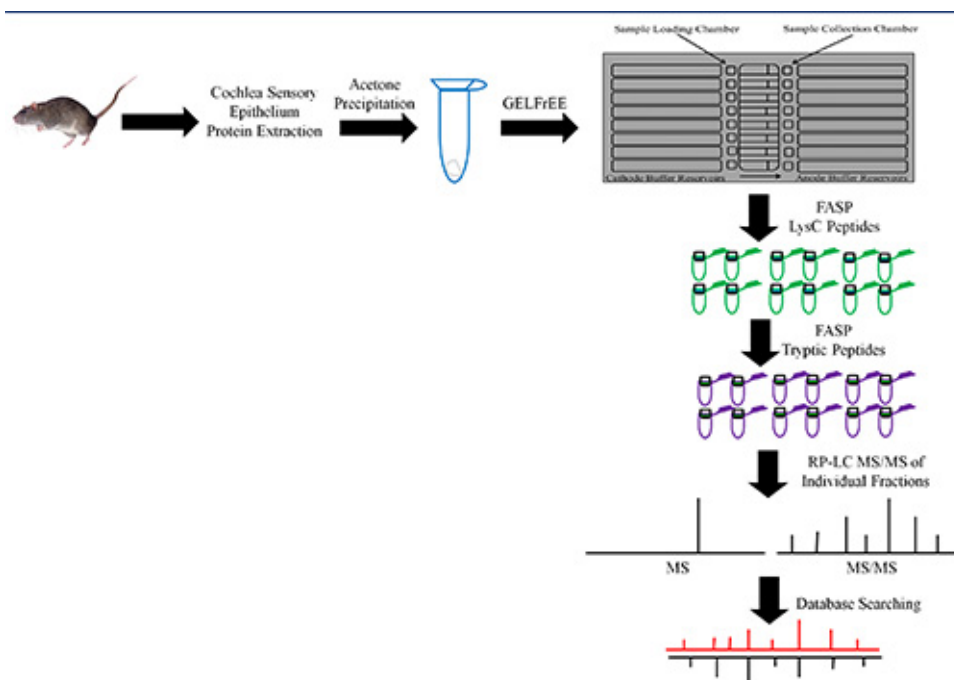 Sample Loading Chamber
Sample Collection Chamber
Cochlea Sensory
Epithelium
Protein Extraction
Acetone
Precipitation
GELFrEE
Cathode Buffer Reservoirs
Anode Buffer Reservoirs
FASP
LysC Peptides
FASP
Tryptic Peptides
RP-LC MS/MS of
Individual Fractions
MS
MS/MS
Database Searching